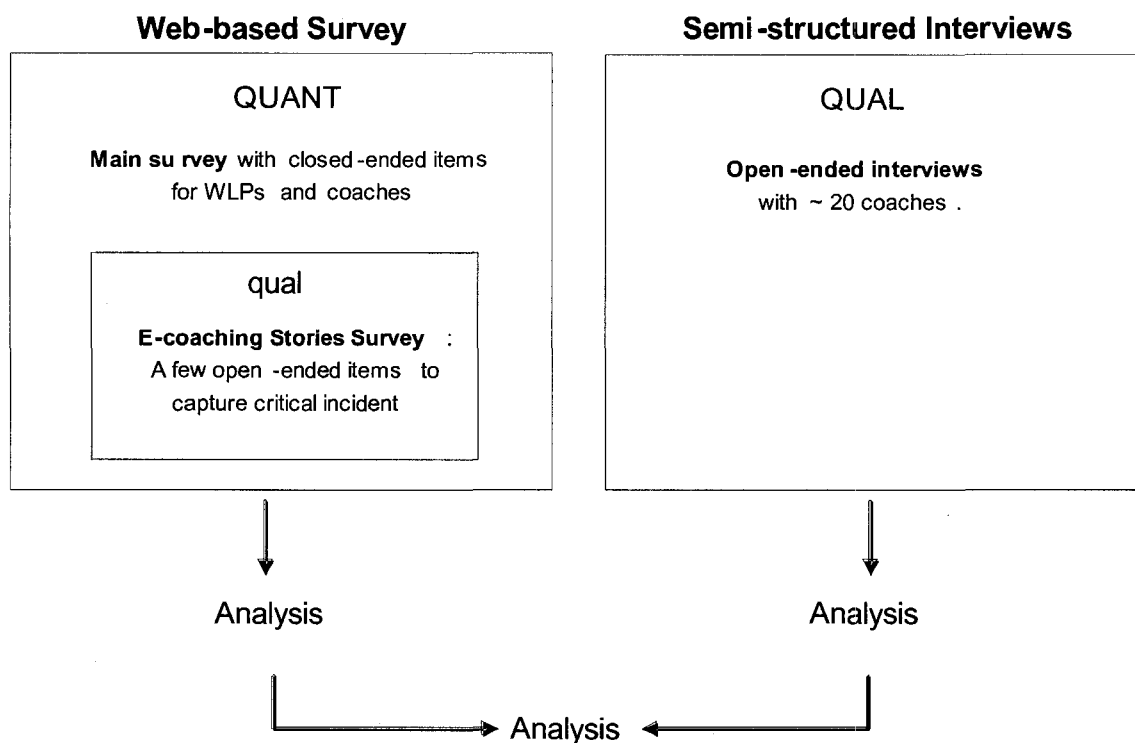 Web-based Survey
QUANT
Main su rvey with closed-ended items
for WLPs and coaches
qual
E-coaching Stories Survey :
A few open -ended items to
capture critical incident
Analysis
Semi-structured Interviews
QUAL
Open -ended interviews
with ~ 20 coaches .
Analysis
Analysis